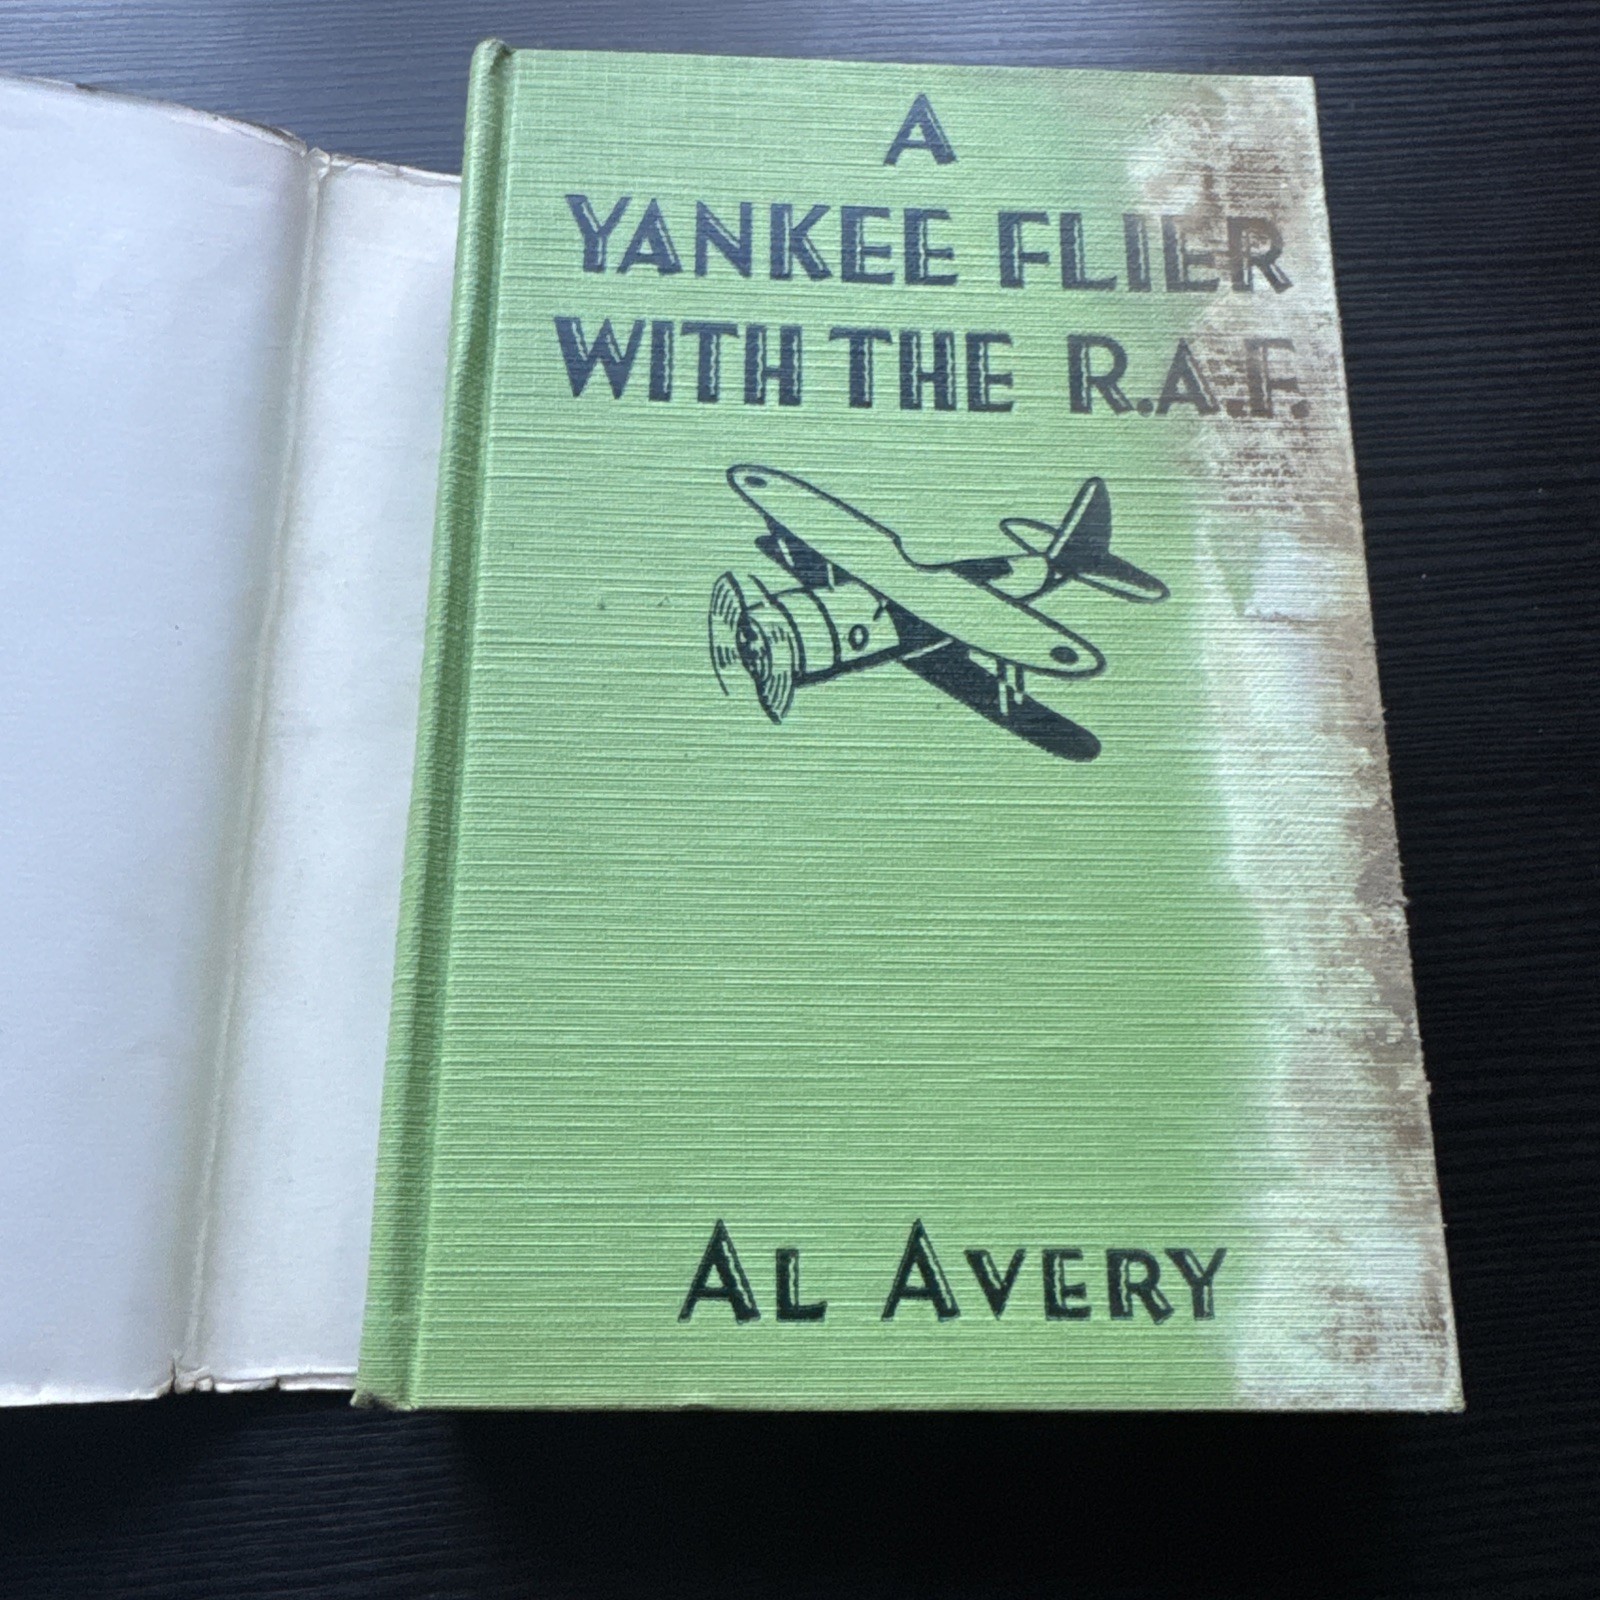 A
YANKEE FLIER
WITH THE R.A.F.
AL AVERY